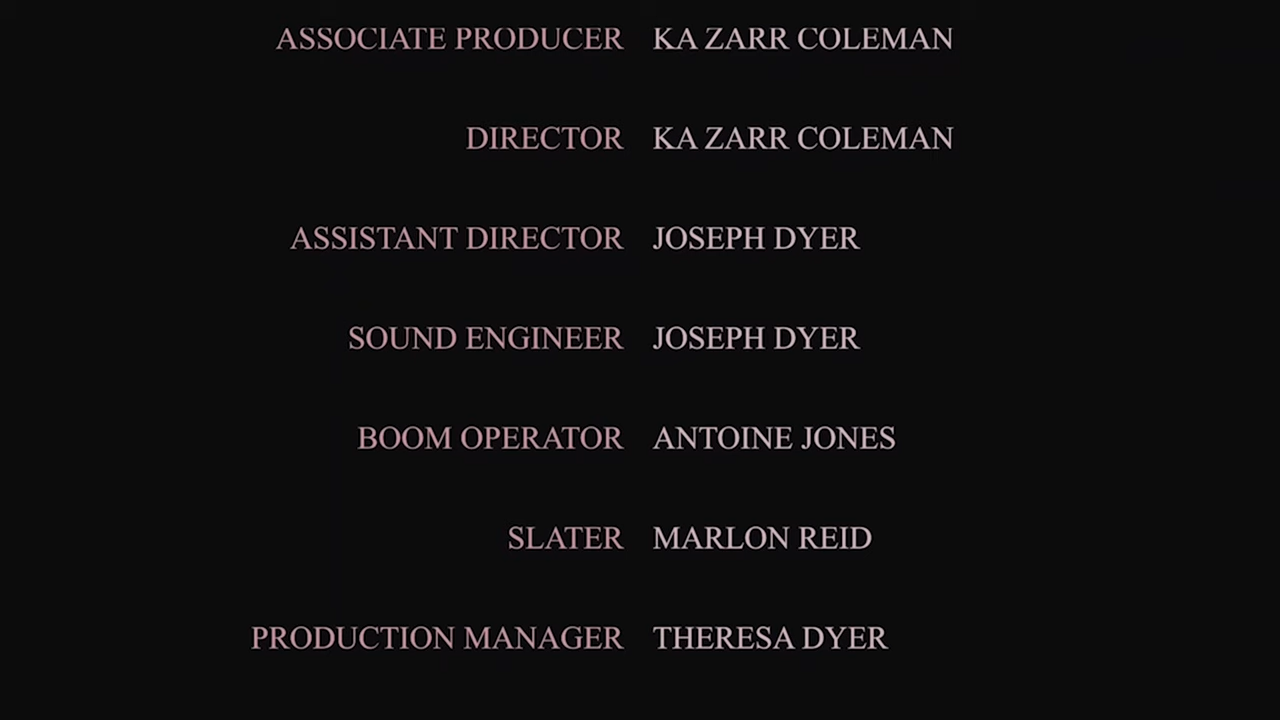 ASSOCIATE PRODUCER KA ZARR COLEMAN
DIRECTOR KA ZARR COLEMAN
ASSISTANT DIRECTOR JOSEPH DYER
SOUND ENGINEER JOSEPH DYER
BOOM OPERATOR ANTOINE JONES
SLATER MARLON REID
PRODUCTION MANAGER THERESA DYER